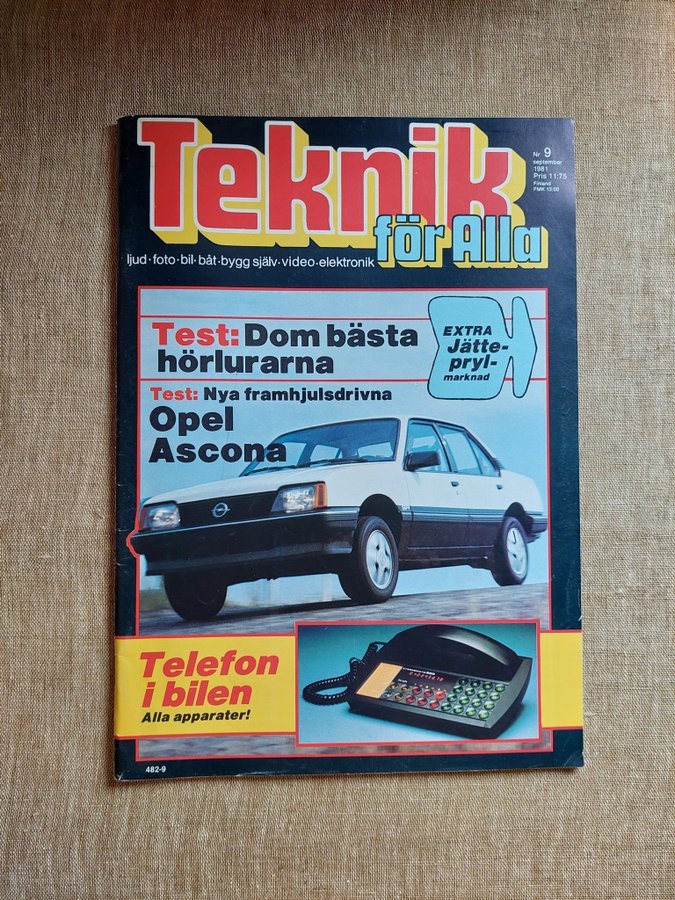 Teknik
för Alla
Nr 9
september
1981
Pris 11:75
Finland
FMK 13:06
ljud·foto·bil·båt·bygg själv·video·elektronik
Test: Dom bästa
hörlurarna
EXTRA
Jätte-
pryl-
marknad
Test: Nya framhjulsdrivna
Opel
Ascona
Telefon
i bilen
Alla apparater!
482-9